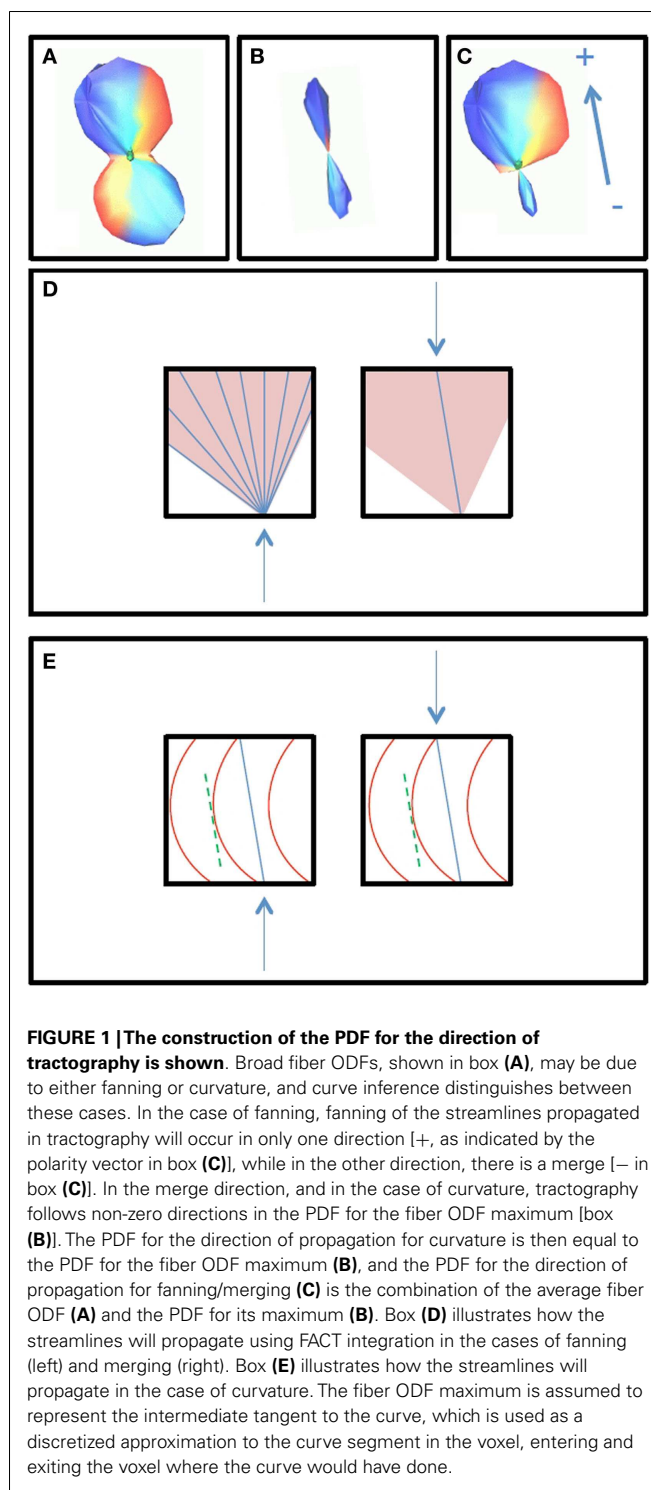 A
B
C
+
-
D
E
FIGURE 1 | The construction of the PDF for the direction of
tractography is shown. Broad fiber ODFs, shown in box (A), may be due
to either fanning or curvature, and curve inference distinguishes between
these cases. In the case of fanning, fanning of the streamlines propagated
in tractography will occur in only one direction [+, as indicated by the
polarity vector in box (C)], while in the other direction, there is a merge [− in
box (C)]. In the merge direction, and in the case of curvature, tractography
follows non-zero directions in the PDF for the fiber ODF maximum [box
(B)]. The PDF for the direction of propagation for curvature is then equal to
the PDF for the fiber ODF maximum (B), and the PDF for the direction of
propagation for fanning/merging (C) is the combination of the average fiber
ODF (A) and the PDF for its maximum (B). Box (D) illustrates how the
streamlines will propagate using FACT integration in the cases of fanning
(left) and merging (right). Box (E) illustrates how the streamlines will
propagate in the case of curvature. The fiber ODF maximum is assumed to
represent the intermediate tangent to the curve, which is used as a
discretized approximation to the curve segment in the voxel, entering and
exiting the voxel where the curve would have done.